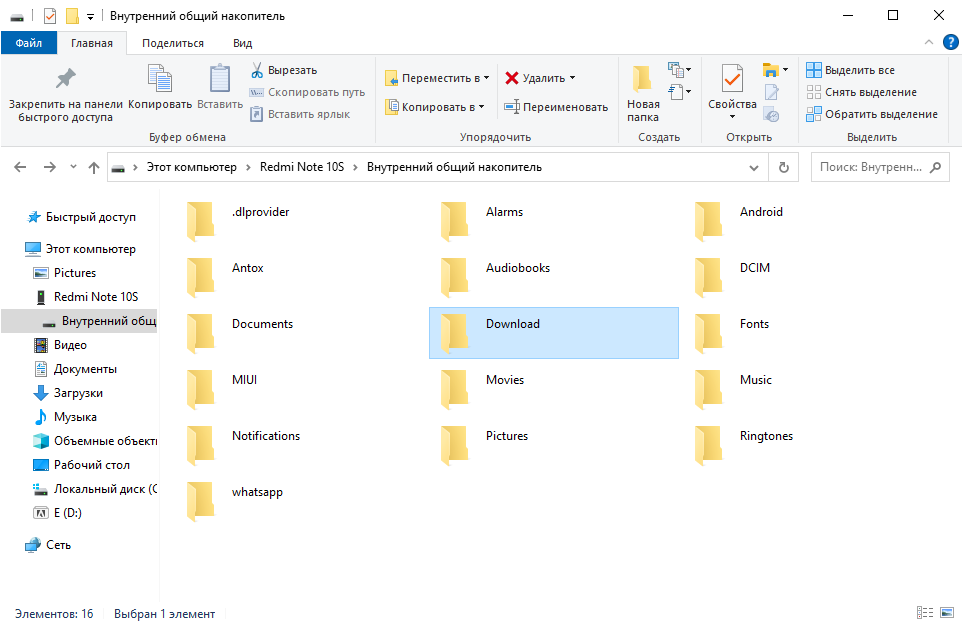 Внутренний общий накопитель
Файл Главная Поделиться Вид
?
Закрепить на панели
быстрого доступа
Копировать
Вставить
Вырезать
Скопировать путь
Вставить ярлык
Буфер обмена
Переместить в
Копировать в
Удалить
Переименовать
Упорядочить
Новая
папка
Создать
Свойства
Открыть
Выделить все
Снять выделение
Обратить выделение
Выделить
Этот компьютер Redmi Note 10S Внутренний общий накопитель
Поиск: Внутренн...
Быстрый доступ
Этот компьютер
Pictures
Redmi Note 10S
Внутренний общ
Видео
Документы
Загрузки
Музыка
Объемные объект
Рабочий стол
Локальный диск (C
E (D:)
Сеть
.dlprovider Alarms Android
Antox Audiobooks DCIM
Documents Download Fonts
MIUI Movies Music
Notifications Pictures Ringtones
whatsapp
Элементов: 16 Выбран 1 элемент